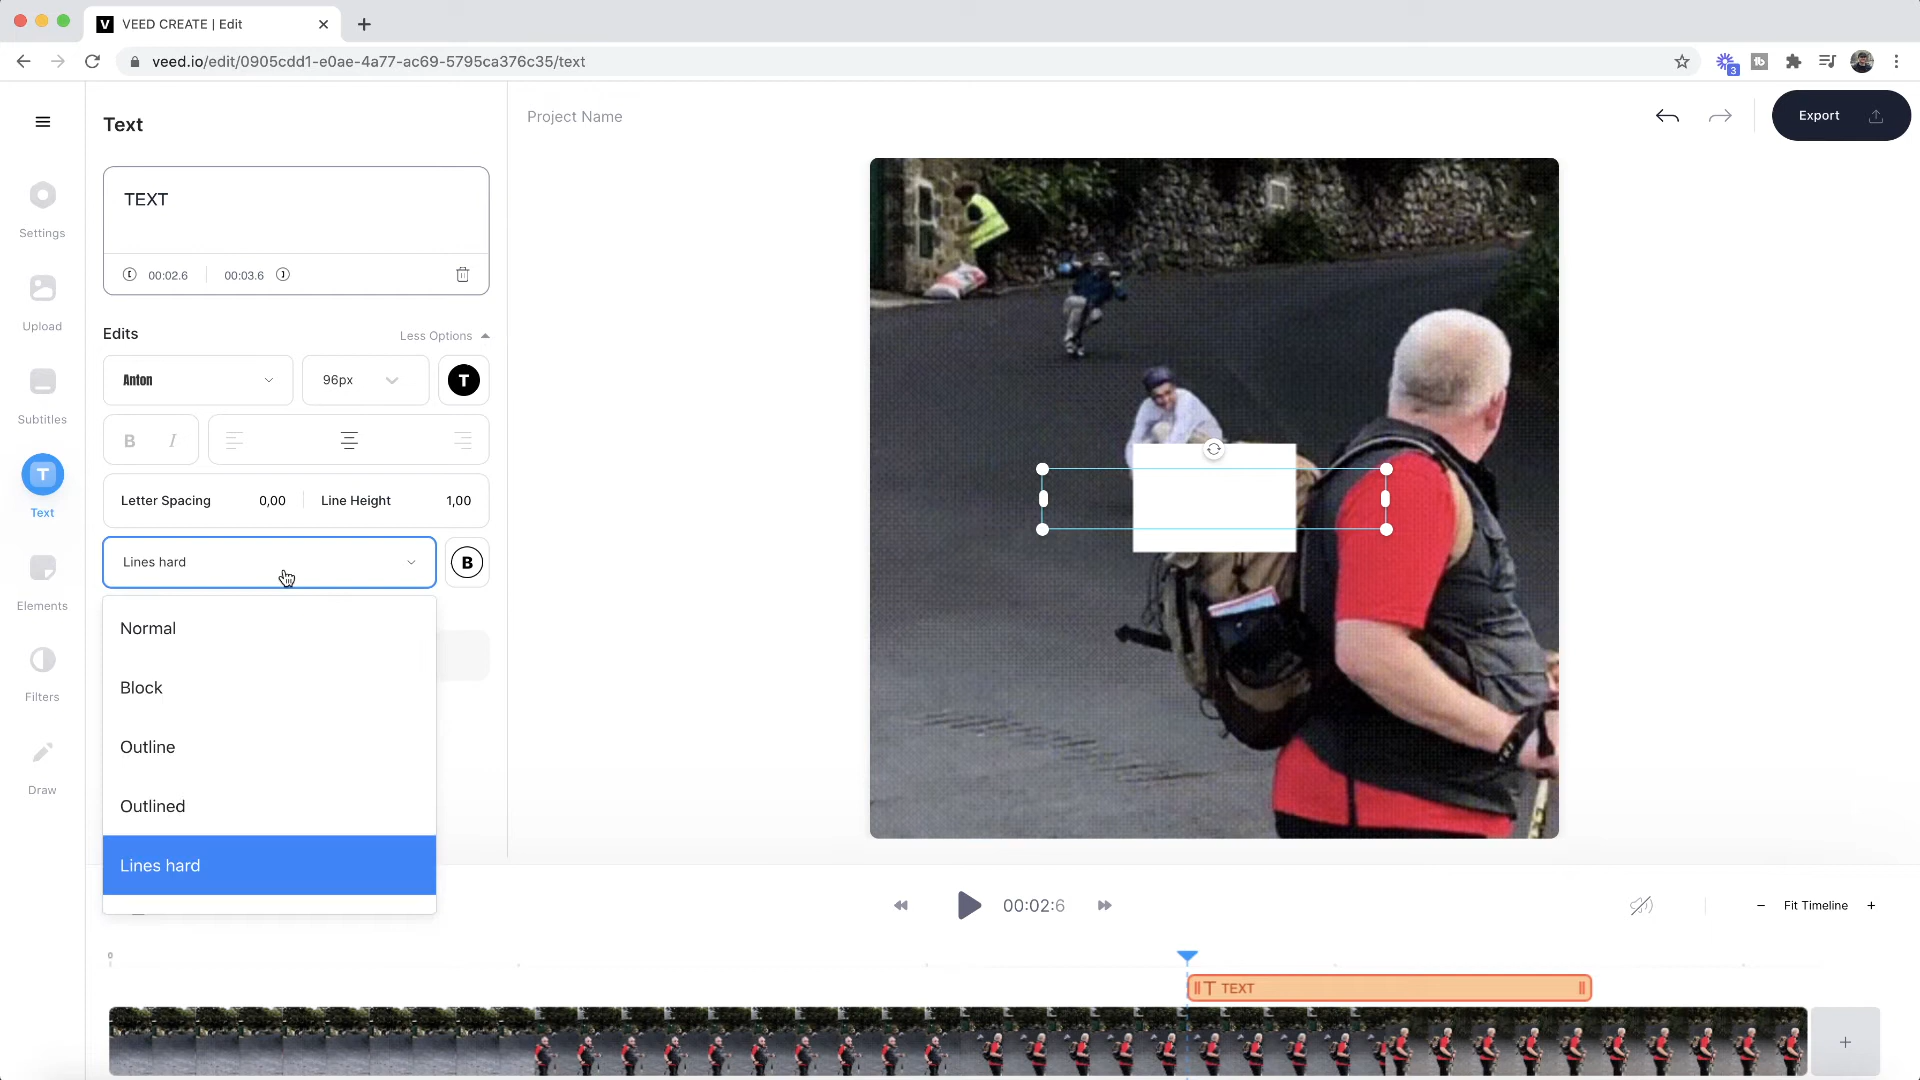 VEED CREATE | Edit
veed.io/edit/0905cdd1-e0ae-4a77-ac69-5795ca376c35/text
3
Text
Project Name
Export
TEXT
00:02.6
00:03.6
Settings
Upload
Subtitles
Text
Elements
Filters
Draw
Edits
Less Options
Anton
96px
T
B I
Letter Spacing 0,00 Line Height 1,00
Lines hard
B
Normal
Block
Outline
Outlined
Lines hard
00:02:6
Fit Timeline
0
TEXT